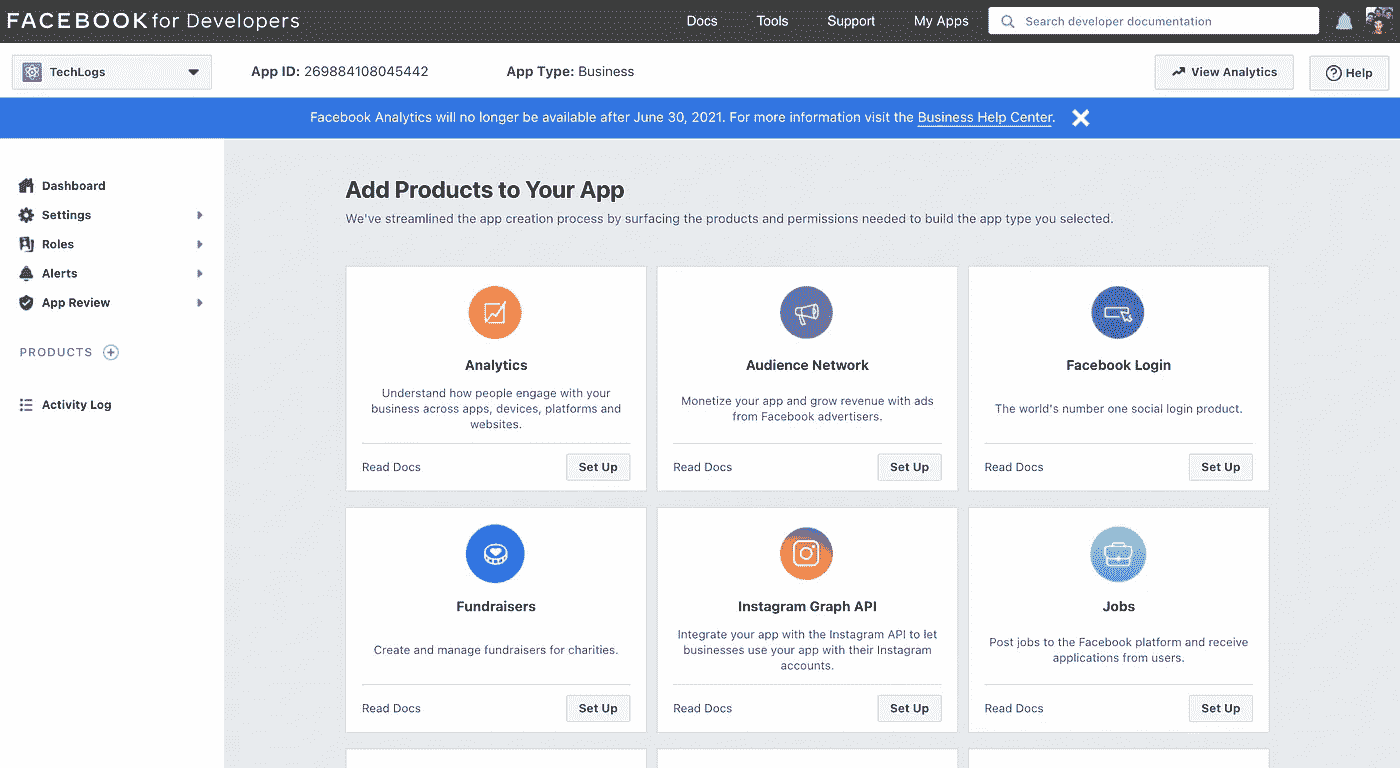 FACEBOOK for Developers
Docs
Tools
Support
My Apps
Search developer documentation
TechLogs
App ID: 269884108045442
App Type: Business
View Analytics
Help
Facebook Analytics will no longer be available after June 30, 2021. For more information visit the Business Help Center.
Dashboard
Settings
Roles
Alerts
App Review
PRODUCTS
Activity Log
Add Products to Your App
We've streamlined the app creation process by surfacing the products and permissions needed to build the app type you selected.
Analytics
Understand how people engage with your
business across apps, devices, platforms and
websites.
Read Docs
Set Up
Audience Network
Monetize your app and grow revenue with ads
from Facebook advertisers.
Read Docs
Set Up
Facebook Login
The world's number one social login product.
Read Docs
Set Up
Fundraisers
Create and manage fundraisers for charities.
Read Docs
Set Up
Instagram Graph API
Integrate your app with the Instagram API to let
businesses use your app with their Instagram
accounts.
Read Docs
Set Up
Jobs
Post jobs to the Facebook platform and receive
applications from users.
Read Docs
Set Up